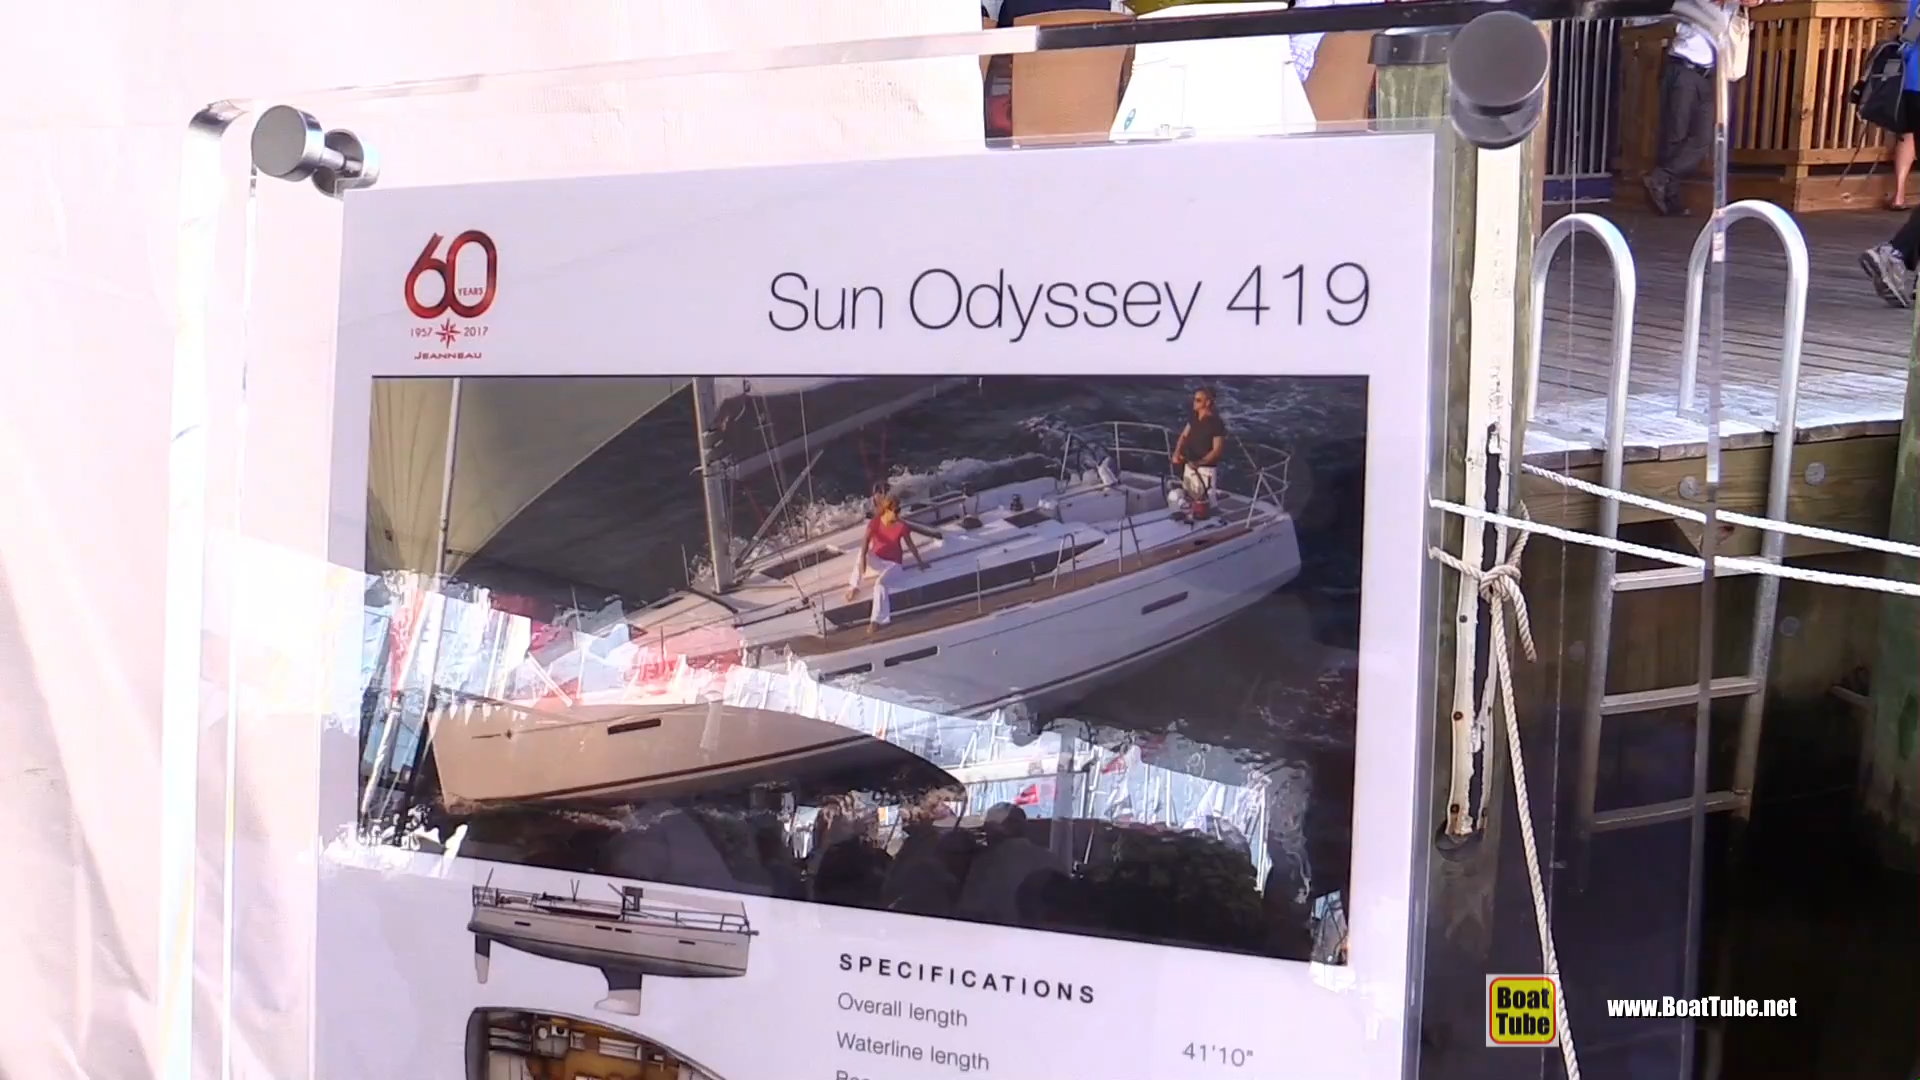 60
YEARS
1957 2017
JEANNEAU
Sun Odyssey 419
SPECIFICATIONS
Overall length
41'10"
Waterline length
Boat
Tube
www.BoatTube.net